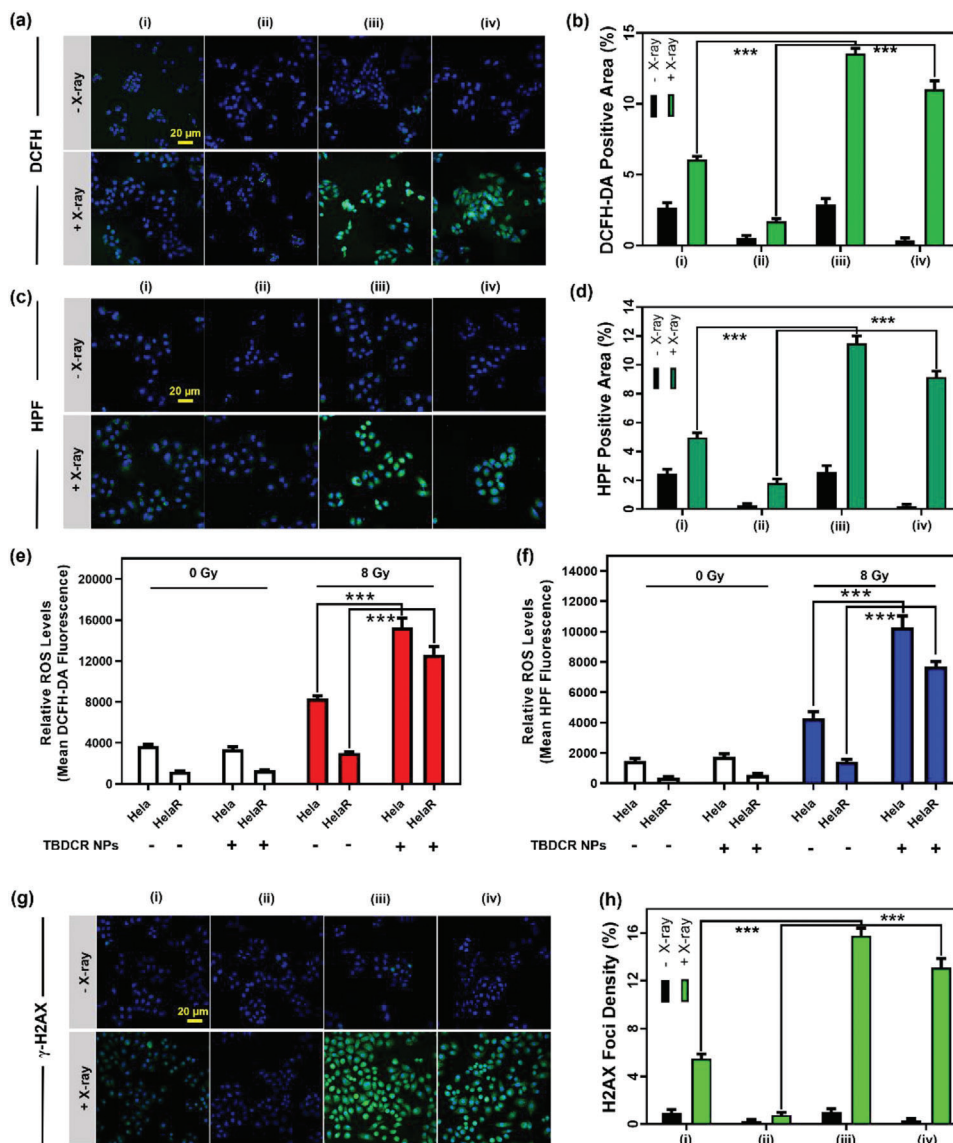 (a)
(i) (ii) (iii) (iv)
DCFH
- X-ray
20 µm
+ X-ray
(b)
DCFH-DA Positive Area (%)
15
10
5
0
- X-ray
+ X-ray
*** ***
(i) (ii) (iii) (iv)
(c)
(i) (ii) (iii) (iv)
HPF
- X-ray
20 µm
+ X-ray
(d)
HPF Positive Area (%)
14
12
10
8
6
4
2
0
- X-ray
+ X-ray
*** ***
(i) (ii) (iii) (iv)
(e)
Relative ROS Levels
(Mean DCFH-DA Fluorescence)
20000
16000
12000
8000
4000
0
0 Gy 8 Gy
***
***
Hela HelaR Hela HelaR Hela HelaR Hela HelaR
TBDCR NPs - - + + - - + +
(f)
Relative ROS Levels
(Mean HPF Fluorescence)
14000
12000
10000
8000
6000
4000
2000
0
0 Gy 8 Gy
***
***
Hela HelaR Hela HelaR Hela HelaR Hela HelaR
TBDCR NPs - - + + - - + +
(g)
(i) (ii) (iii) (iv)
γ-H2AX
- X-ray
20 µm
+ X-ray
(h)
H2AX Foci Density (%)
16
12
8
4
0
- X-ray
+ X-ray
*** ***
(i) (ii) (iii) (iv)